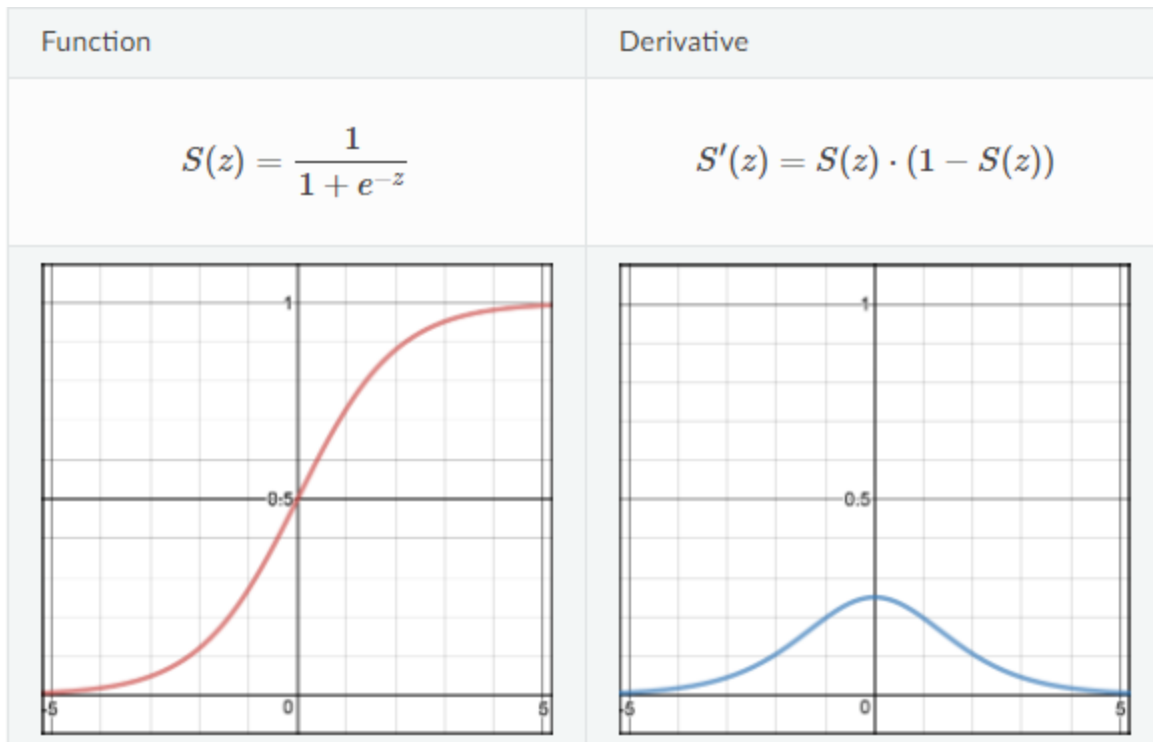 Function
Derivative
S(z) = 1 / (1 + e^{-z})
S′(z) = S(z) · (1 − S(z))
1
0.5
-5 0 5
1
0.5
-5 0 5